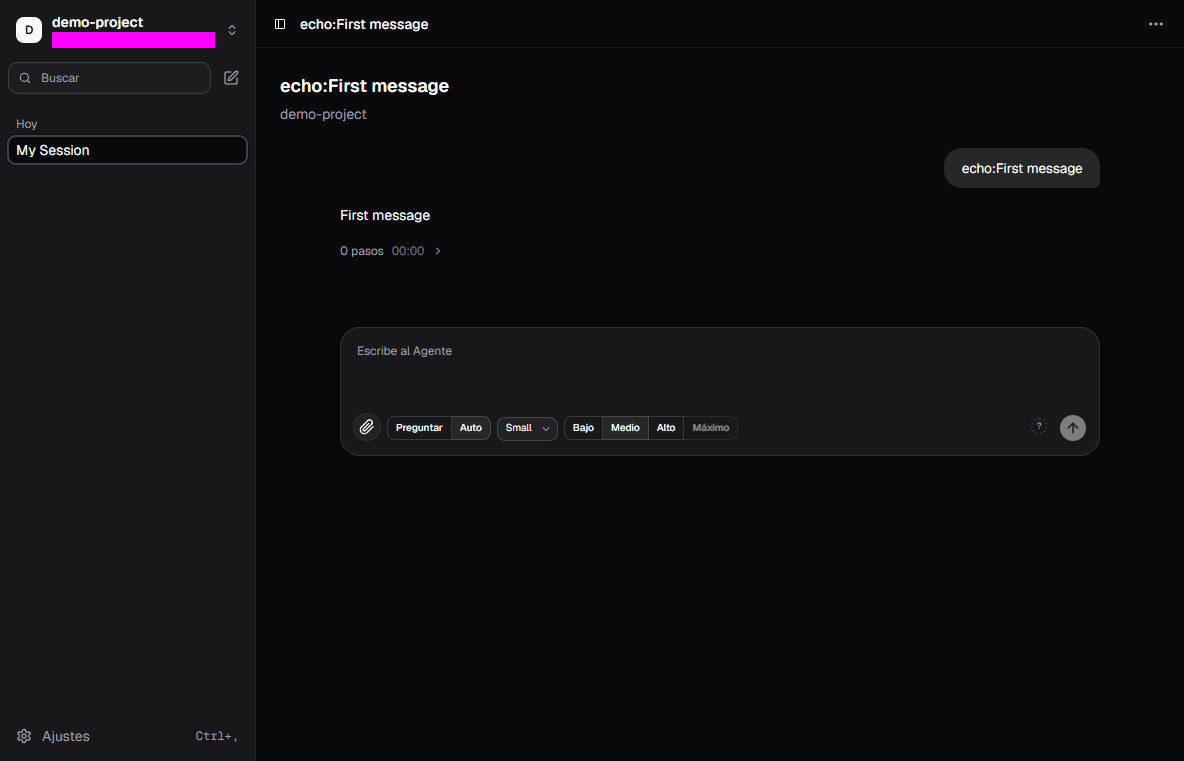 D
demo-project
Buscar
Hoy
My Session
Ajustes
Ctrl+,
echo:First message
echo:First message
demo-project
echo:First message
First message
0 pasos 00:00
Escribe al Agente
Preguntar Auto Small Bajo Medio Alto Máximo ?